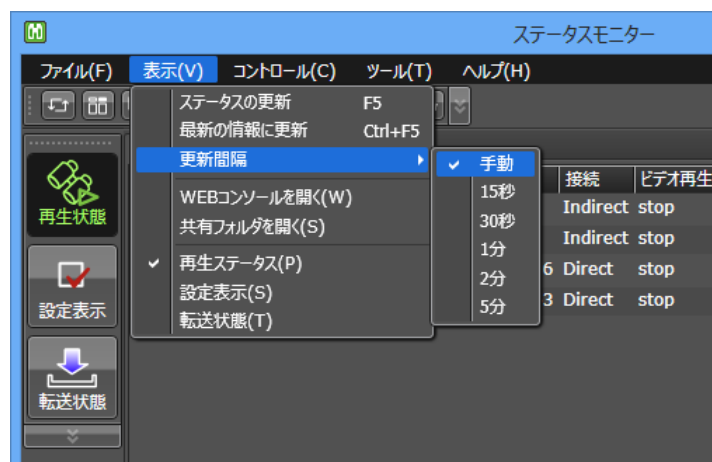 ステータスモニター
ファイル(F) 表示(V) コントロール(C) ツール(T) ヘルプ(H)
ステータスの更新 F5
最新の情報に更新 Ctrl+F5
更新間隔
WEBコンソールを開く(W)
共有フォルダを開く(S)
再生ステータス(P)
設定表示(S)
転送状態(T)
手動
15秒
30秒
1分
2分
5分
接続 ビデオ再生
Indirect stop
Indirect stop
6 Direct stop
3 Direct stop
再生状態
設定表示
転送状態